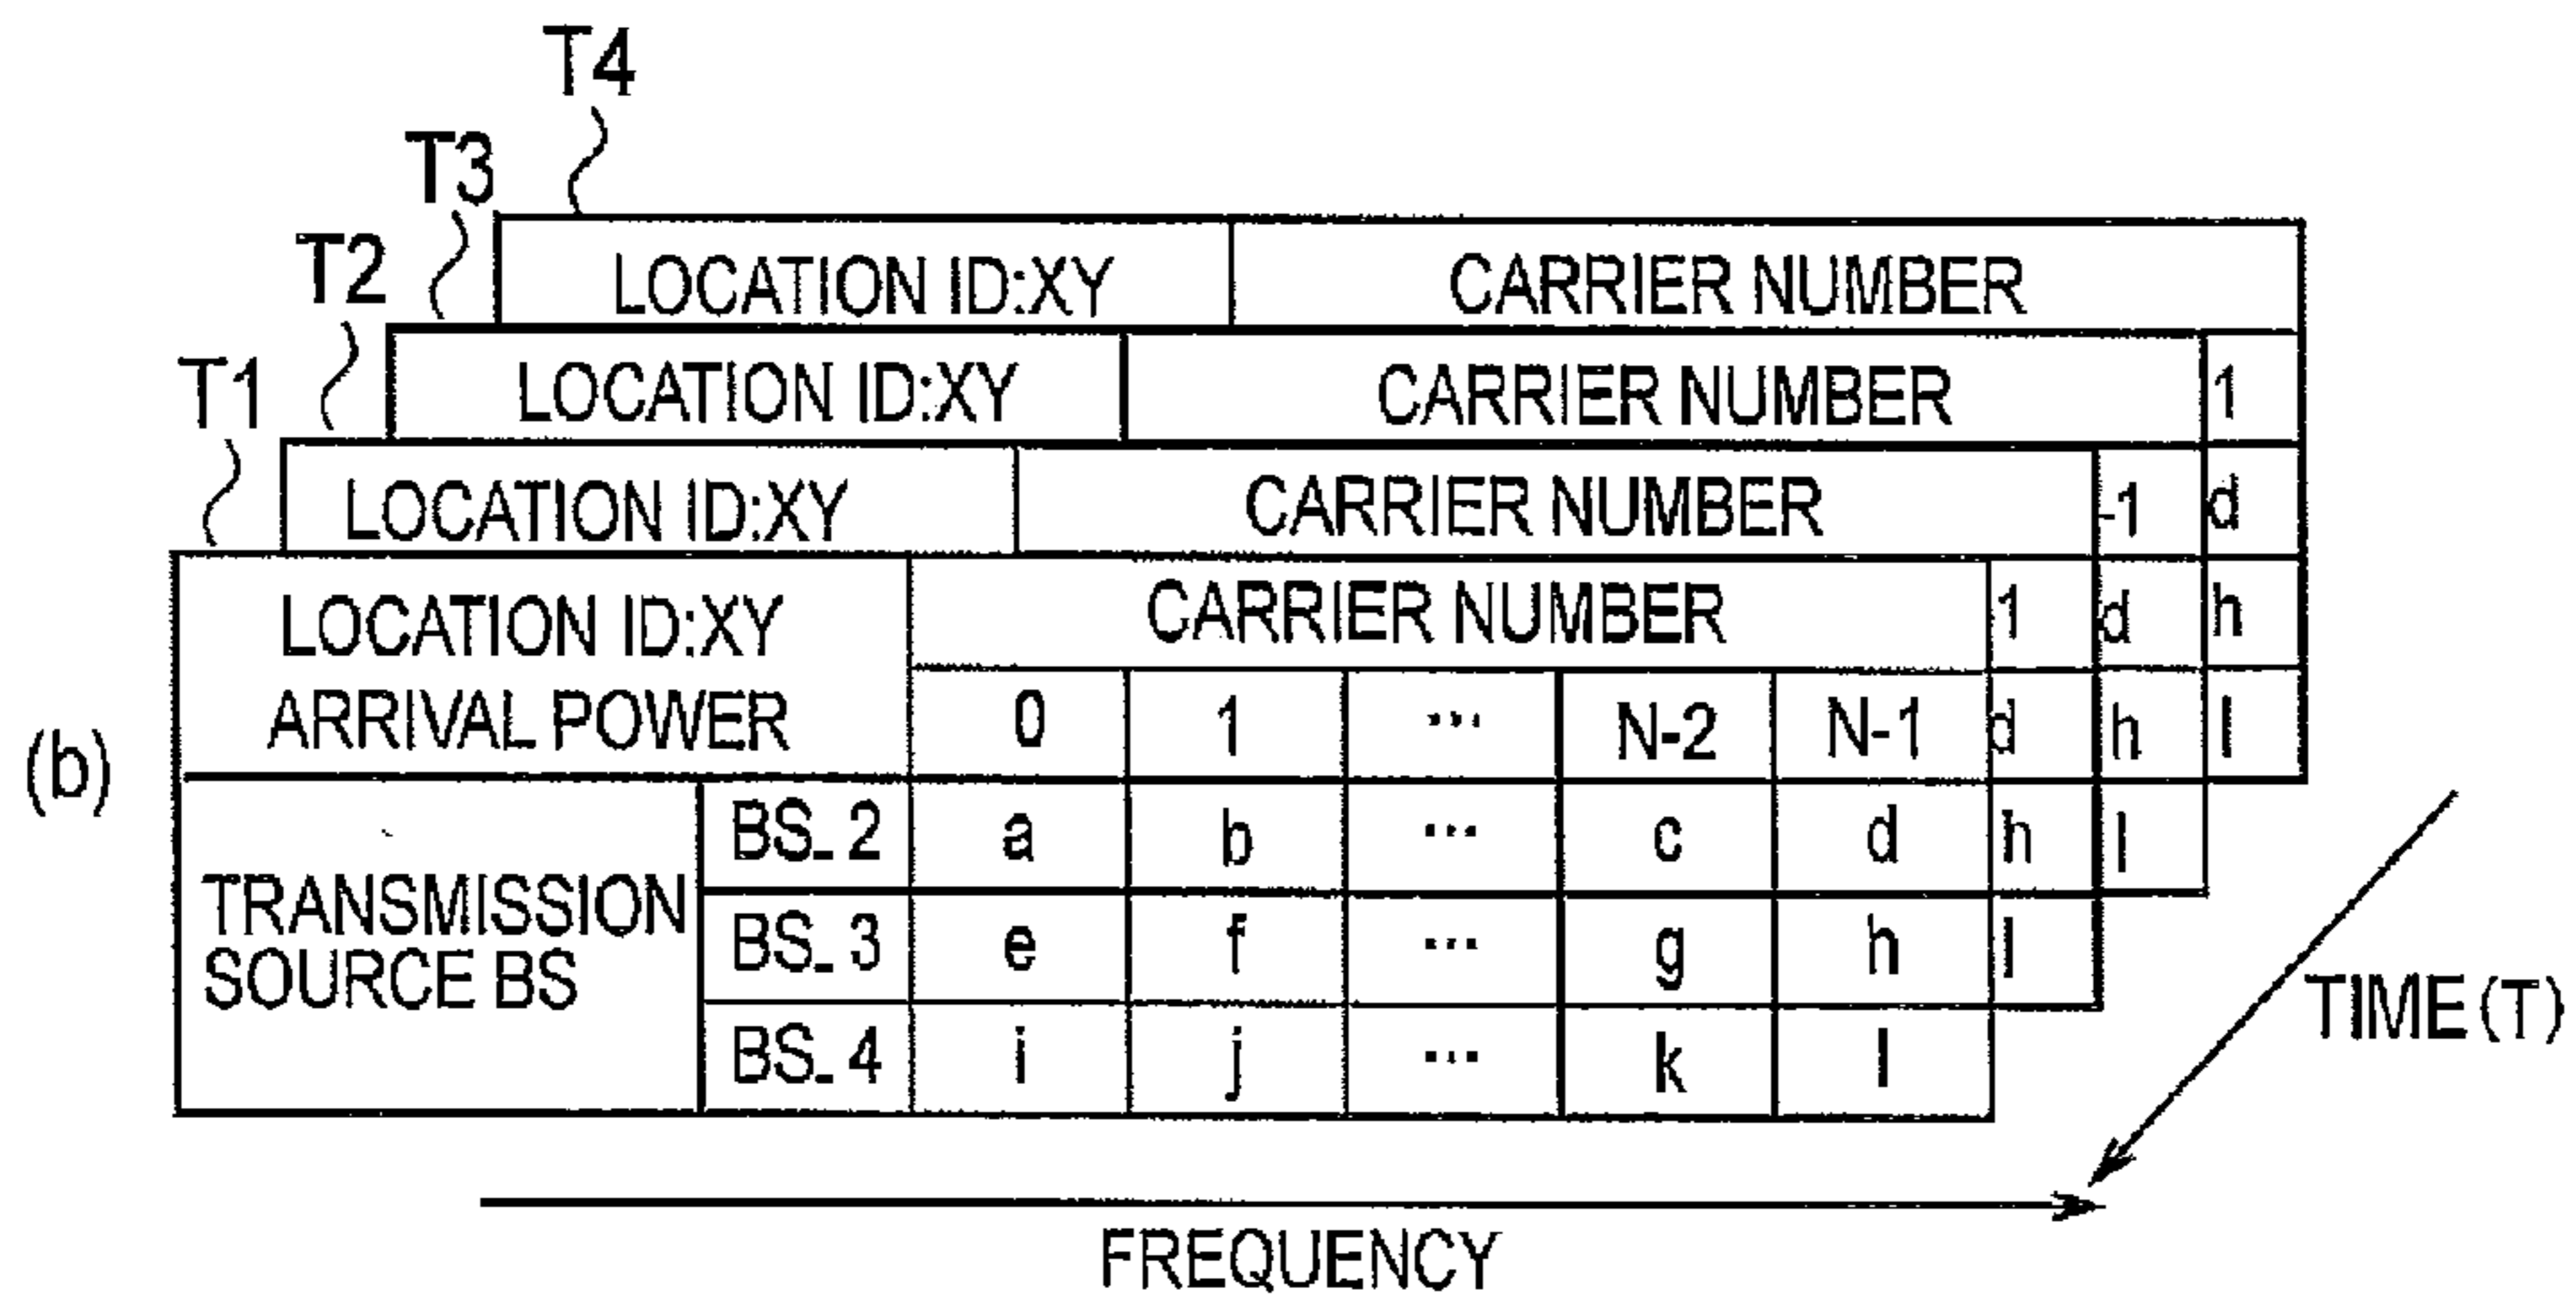 T4
T3
T2
T1
LOCATION ID:XY CARRIER NUMBER
LOCATION ID:XY CARRIER NUMBER 1
LOCATION ID:XY CARRIER NUMBER -1 d
LOCATION ID:XY CARRIER NUMBER 1 d h
ARRIVAL POWER 0 1 ... N-2 N-1 d h l
(b)
BS_2 a b ... c d h l
TRANSMISSION
SOURCE BS
BS_3 e f ... g h l
BS_4 i j ... k l
TIME (T)
FREQUENCY